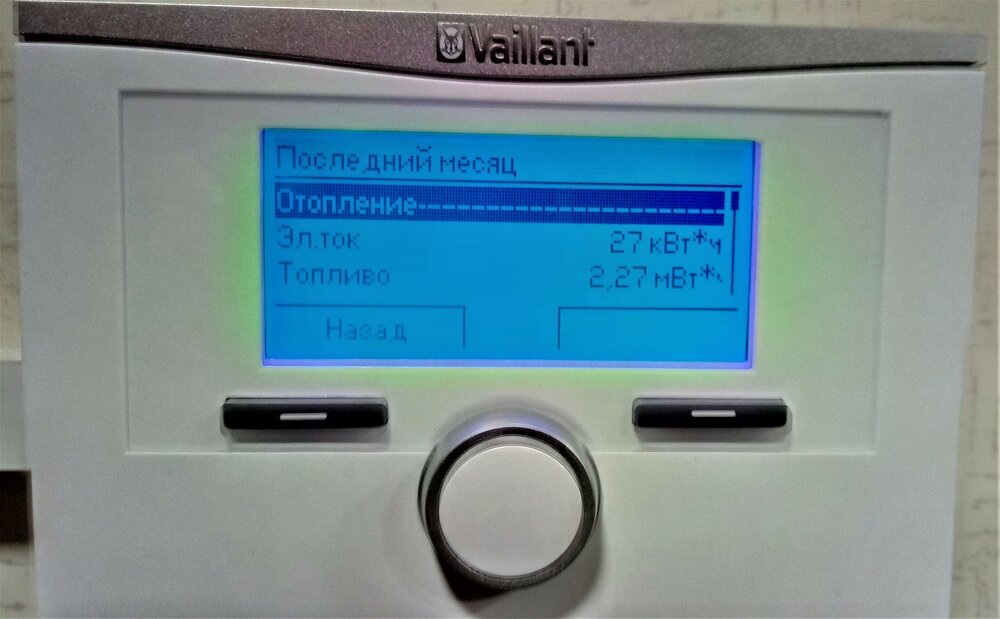 Vaillant
Последний месяц
Отопление-----------------------
Эл.ток 27 кВт*ч
Топливо 2,27 мВт*ч
Назад